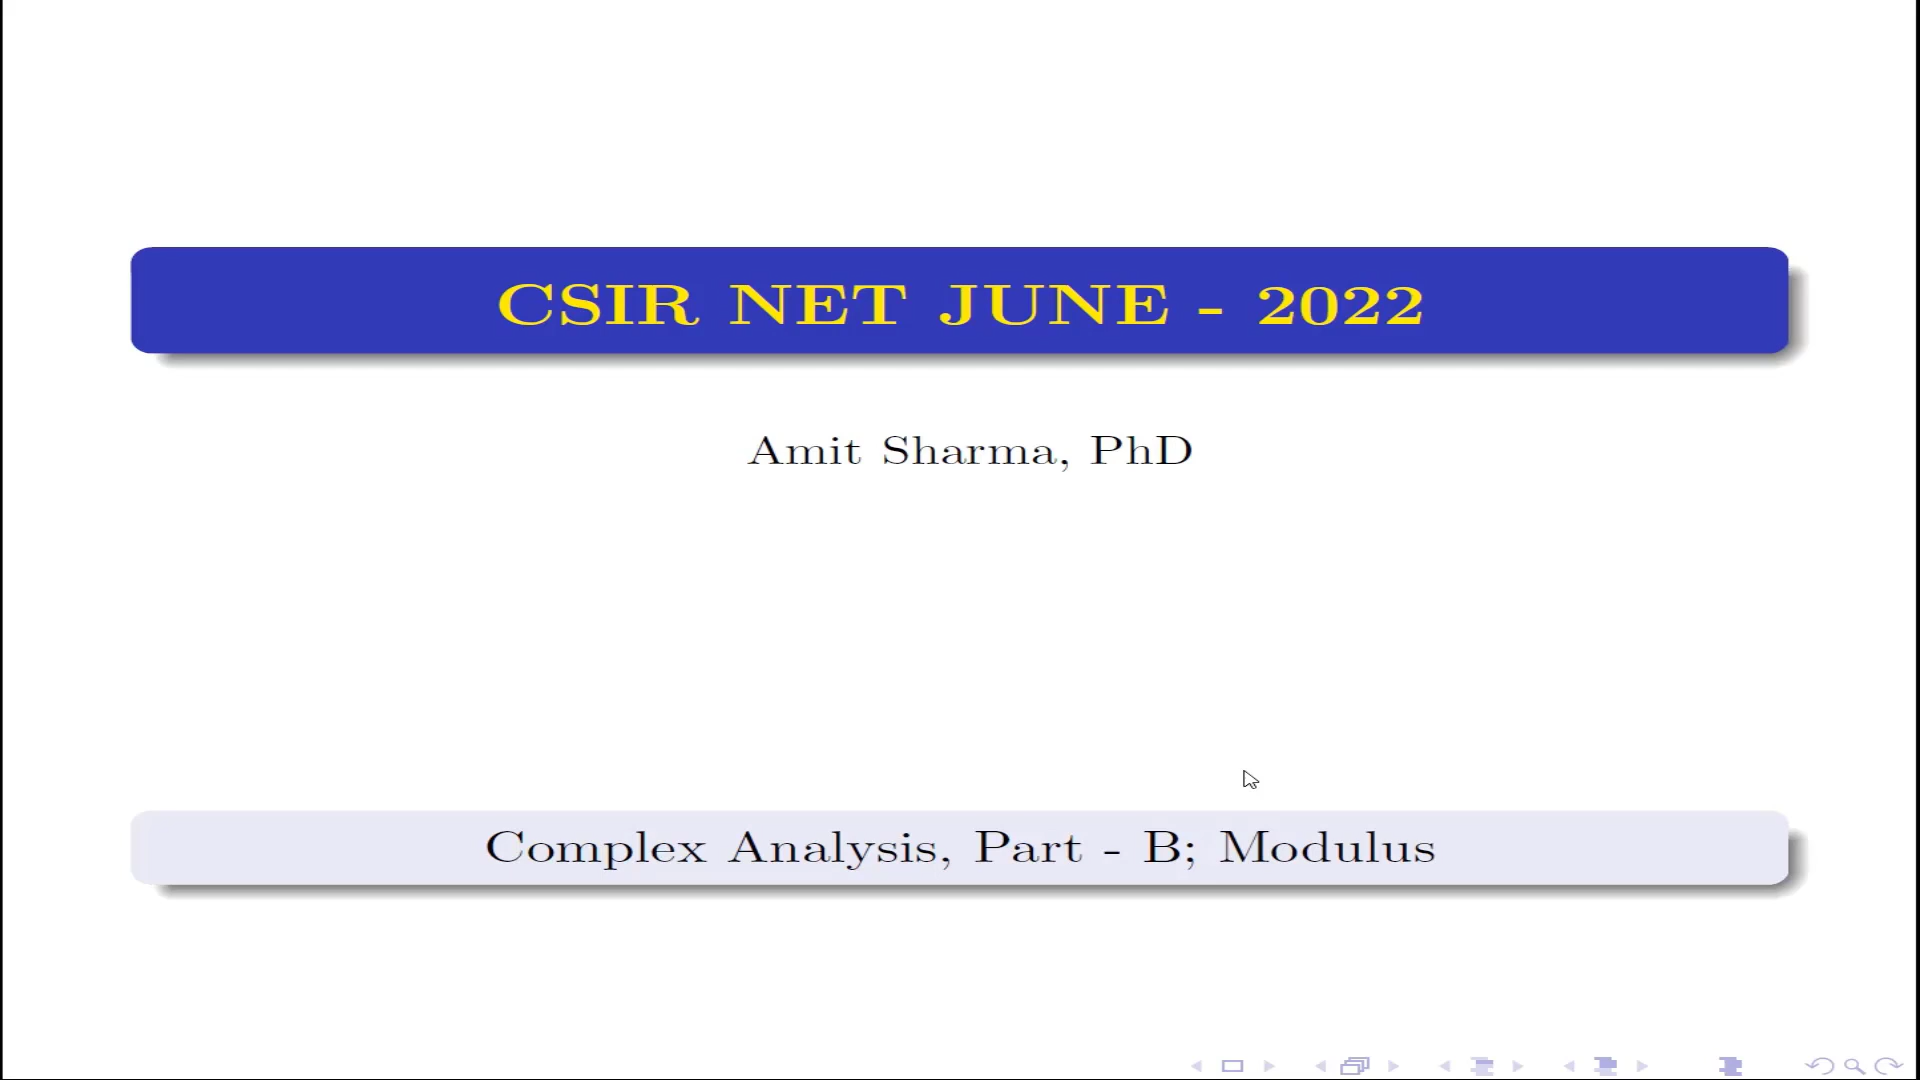 CSIR NET JUNE - 2022
Amit Sharma, PhD
Complex Analysis, Part - B; Modulus